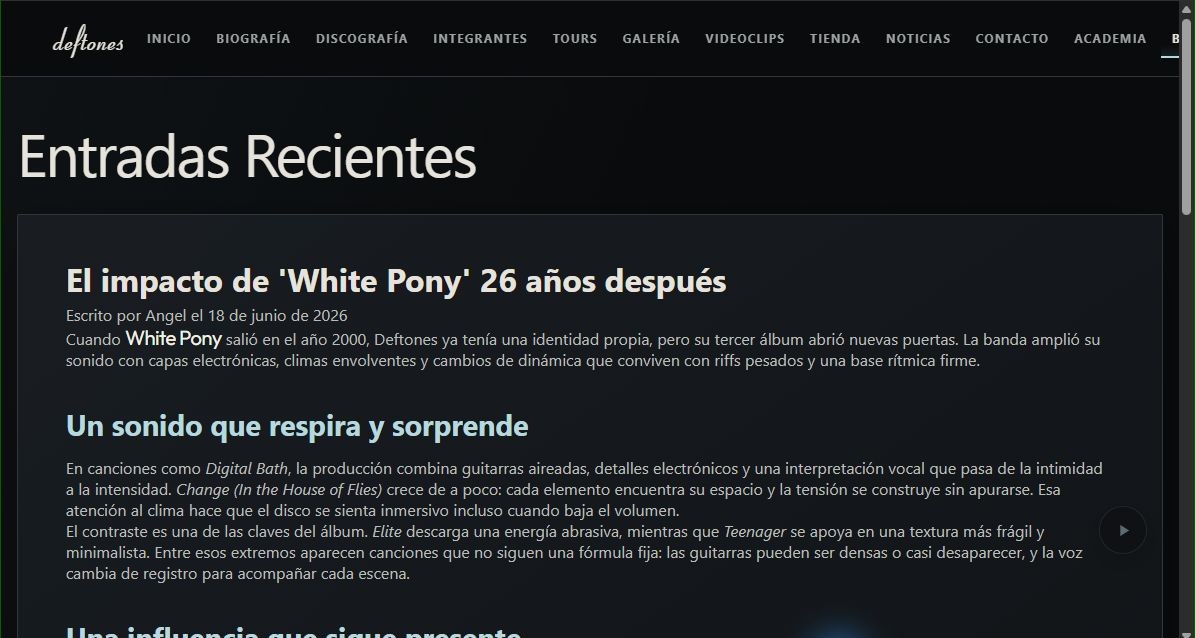 deftones INICIO BIOGRAFÍA DISCOGRAFÍA INTEGRANTES TOURS GALERÍA VIDEOCLIPS TIENDA NOTICIAS CONTACTO ACADEMIA
Entradas Recientes
El impacto de 'White Pony' 26 años después
Escrito por Angel el 18 de junio de 2026
Cuando White Pony salió en el año 2000, Deftones ya tenía una identidad propia, pero su tercer álbum abrió nuevas puertas. La banda amplió su
sonido con capas electrónicas, climas envolventes y cambios de dinámica que conviven con riffs pesados y una base rítmica firme.
Un sonido que respira y sorprende
En canciones como Digital Bath, la producción combina guitarras aireadas, detalles electrónicos y una interpretación vocal que pasa de la intimidad
a la intensidad. Change (In the House of Flies) crece de a poco: cada elemento encuentra su espacio y la tensión se construye sin apurarse. Esa
atención al clima hace que el disco se sienta inmersivo incluso cuando baja el volumen.
El contraste es una de las claves del álbum. Elite descarga una energía abrasiva, mientras que Teenager se apoya en una textura más frágil y
minimalista. Entre esos extremos aparecen canciones que no siguen una fórmula fija: las guitarras pueden ser densas o casi desaparecer, y la voz
cambia de registro para acompañar cada escena.
Una influencia que sigue presente